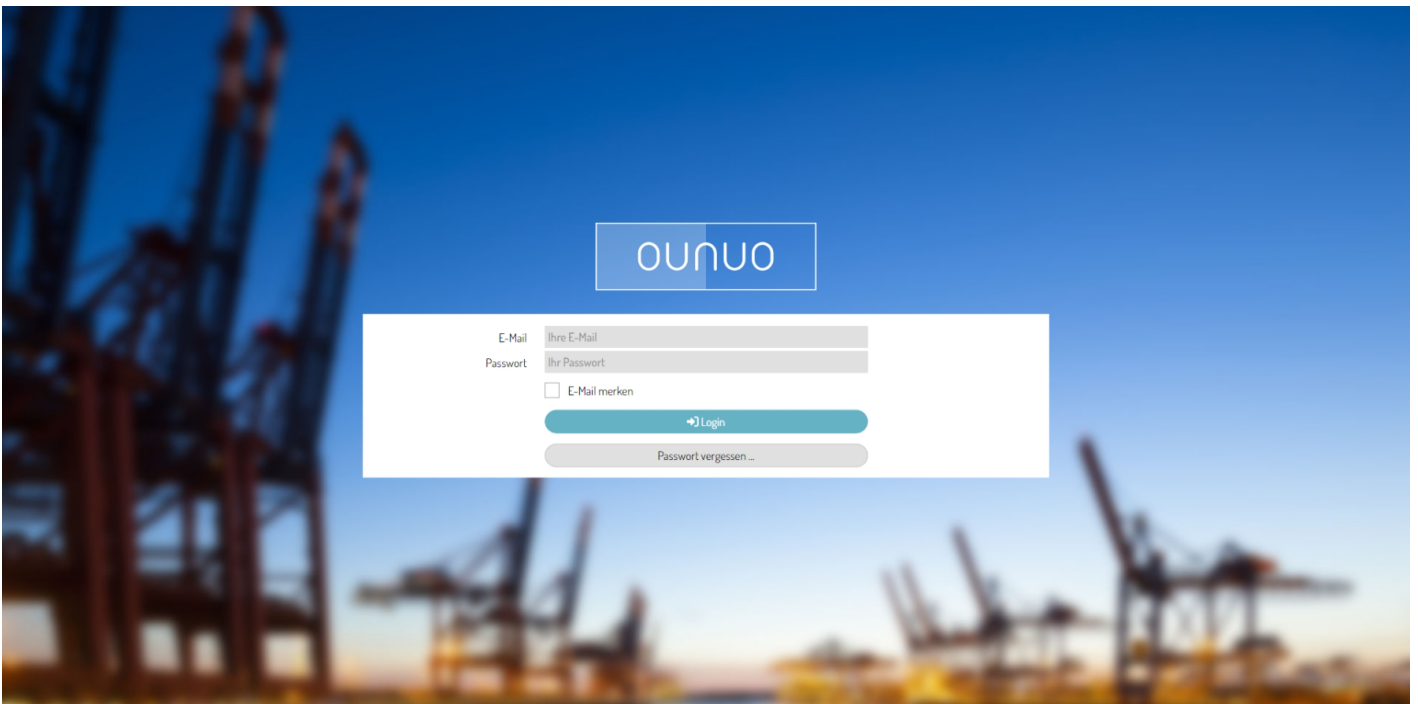 ounuo
E-Mail Ihre E-Mail
Passwort Ihr Passwort
E-Mail merken
Login
Passwort vergessen ...